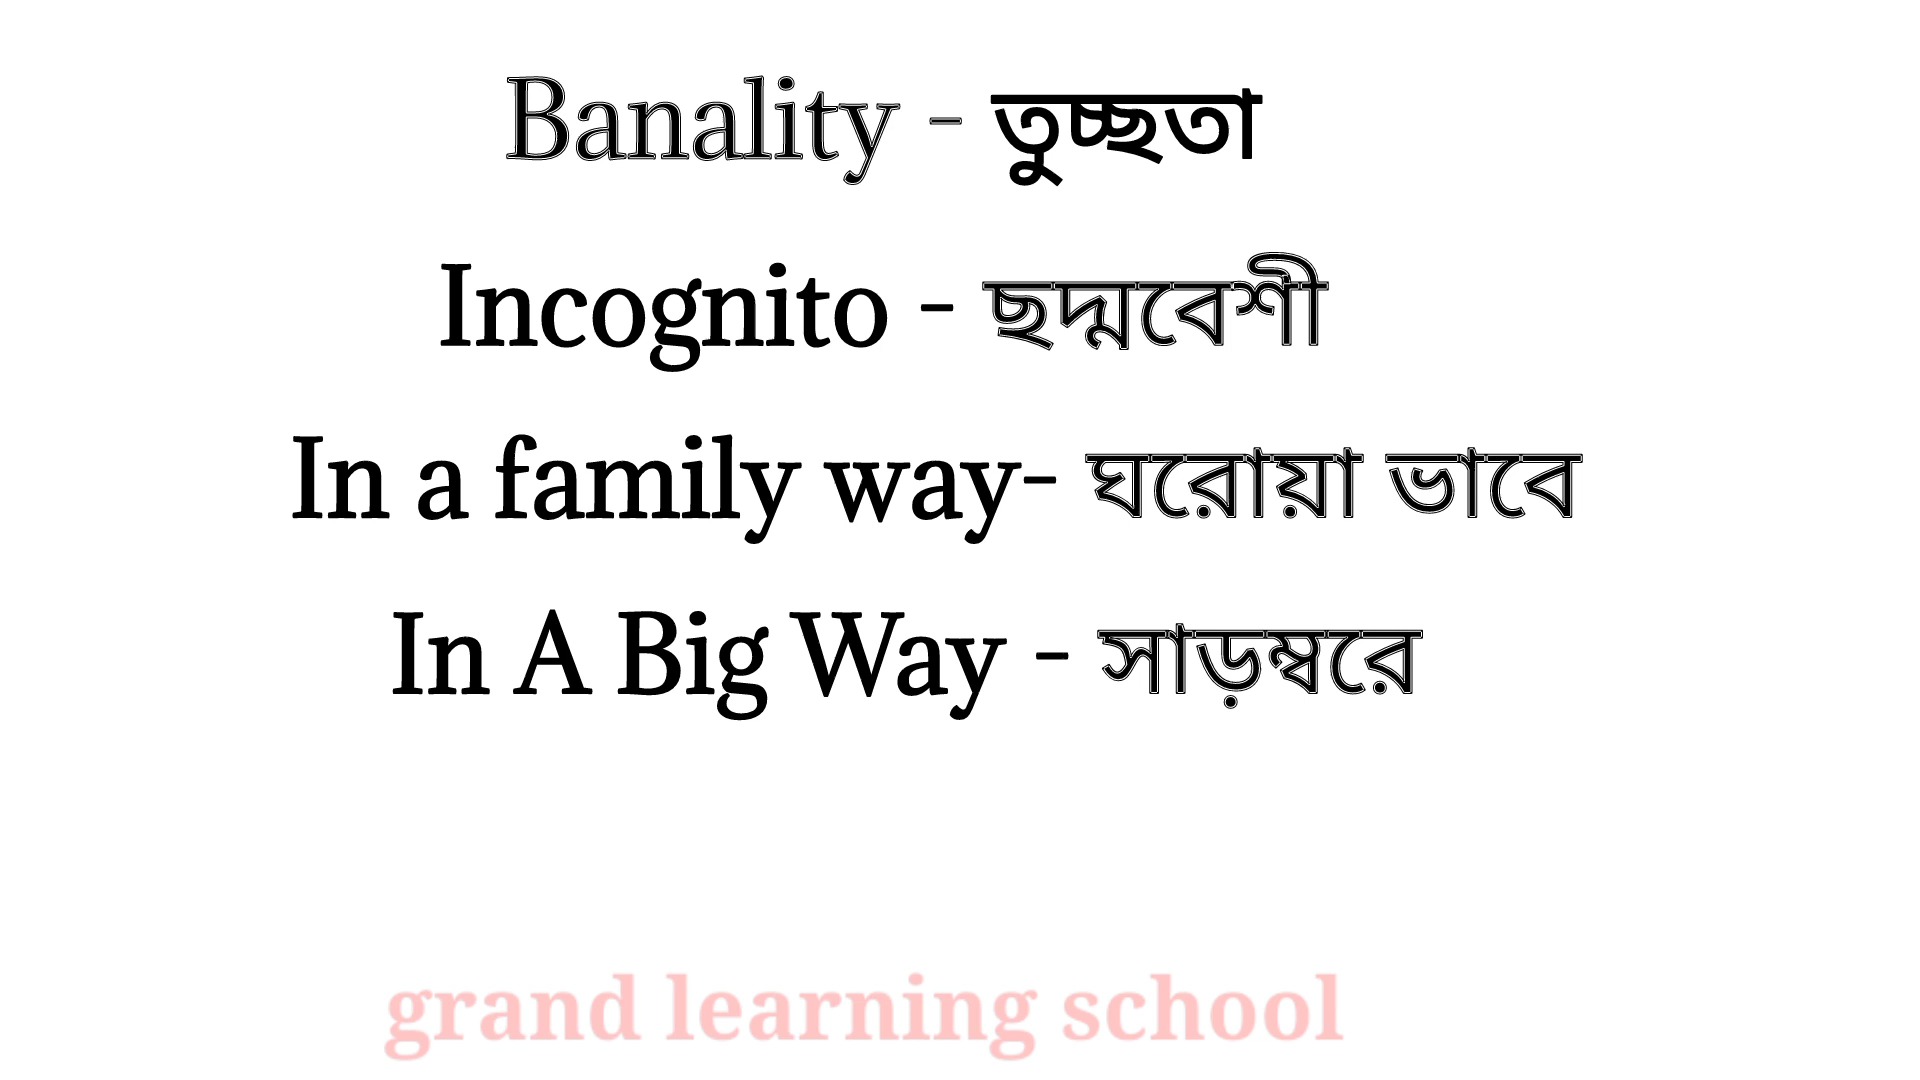 Banality - তুচ্ছতা
Incognito - ছদ্মবেশী
In a family way- ঘরোয়া ভাবে
In A Big Way - সাড়ম্বরে
grand learning school